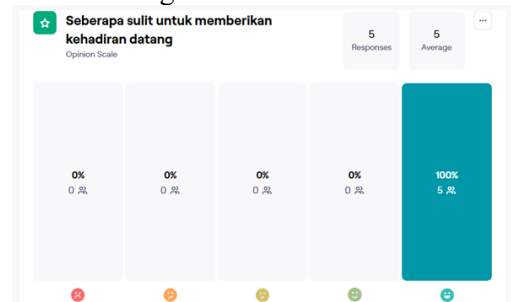 Seberapa sulit untuk memberikan
kehadiran datang
Opinion Scale
5
Responses
5
Average
0%
0
0%
0
0%
0
0%
0
100%
5